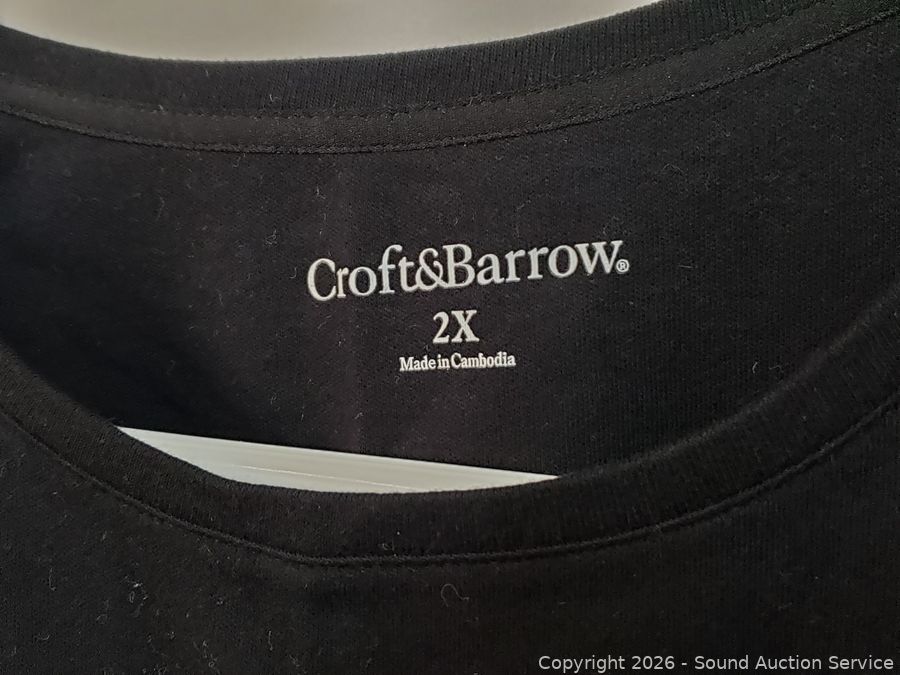 Croft&Barrow®
2X
Made in Cambodia
Copyright 2026 - Sound Auction Service